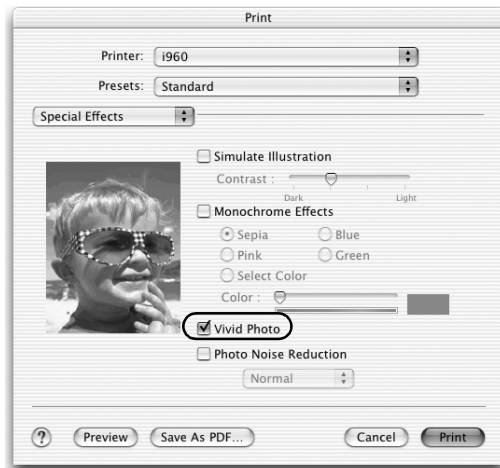 Print
Printer: i960
Presets: Standard
Special Effects
Simulate Illustration
Contrast :
Dark Light
Monochrome Effects
Sepia Blue
Pink Green
Select Color
Color :
Vivid Photo
Photo Noise Reduction
Normal
? Preview Save As PDF... Cancel Print